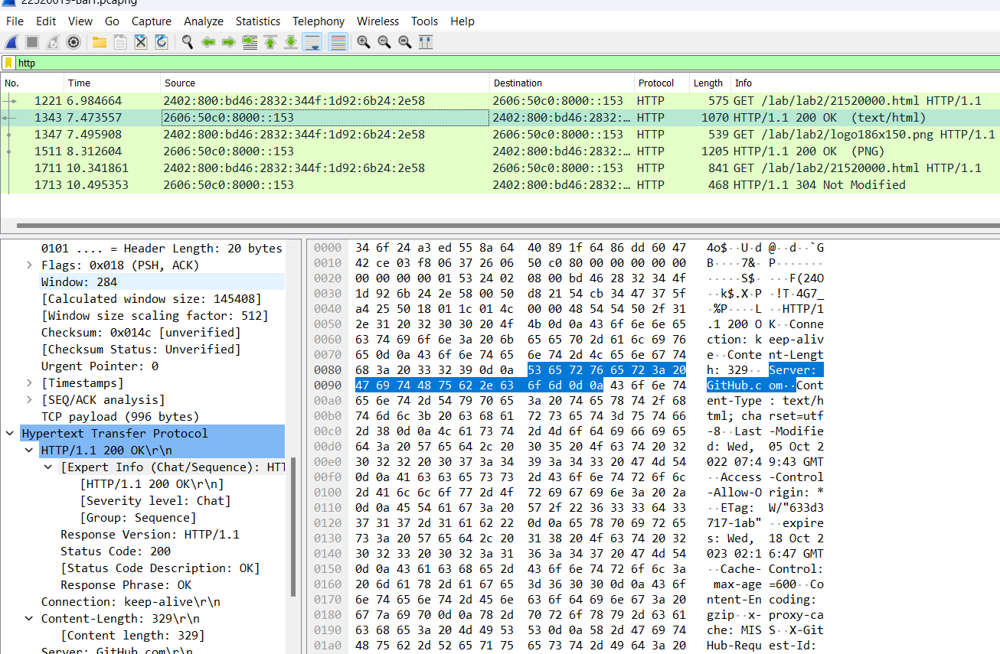 22520619-Bai1.pcapng
File Edit View Go Capture Analyze Statistics Telephony Wireless Tools Help
http
No. Time Source Destination Protocol Length Info
1221 6.984664 2402:800:bd46:2832:344f:1d92:6b24:2e58 2606:50c0:8000::153 HTTP 575 GET /lab/lab2/21520000.html HTTP/1.1
1343 7.473557 2606:50c0:8000::153 2402:800:bd46:2832:… HTTP 1070 HTTP/1.1 200 OK (text/html)
1347 7.495908 2402:800:bd46:2832:344f:1d92:6b24:2e58 2606:50c0:8000::153 HTTP 539 GET /lab/lab2/logo186x150.png HTTP/1.1
1511 8.312604 2606:50c0:8000::153 2402:800:bd46:2832:… HTTP 1205 HTTP/1.1 200 OK (PNG)
1711 10.341861 2402:800:bd46:2832:344f:1d92:6b24:2e58 2606:50c0:8000::153 HTTP 841 GET /lab/lab2/21520000.html HTTP/1.1
1713 10.495353 2606:50c0:8000::153 2402:800:bd46:2832:… HTTP 468 HTTP/1.1 304 Not Modified
0101 .... = Header Length: 20 bytes
Flags: 0x018 (PSH, ACK)
Window: 284
[Calculated window size: 145408]
[Window size scaling factor: 512]
Checksum: 0x014c [unverified]
[Checksum Status: Unverified]
Urgent Pointer: 0
[Timestamps]
[SEQ/ACK analysis]
TCP payload (996 bytes)
Hypertext Transfer Protocol
HTTP/1.1 200 OK\r\n
[Expert Info (Chat/Sequence): HTT
[HTTP/1.1 200 OK\r\n]
[Severity level: Chat]
[Group: Sequence]
Response Version: HTTP/1.1
Status Code: 200
[Status Code Description: OK]
Response Phrase: OK
Connection: keep-alive\r\n
Content-Length: 329\r\n
[Content length: 329]
Server: GitHub.com\r\n
0000 34 6f 24 a3 ed 55 8a 64 40 89 1f 64 86 dd 60 47 4o$··U·d @··d··`G
0010 42 ce 03 f8 06 37 26 06 50 c0 80 00 00 00 00 00 B····7&· P·······
0020 00 00 00 00 01 53 24 02 08 00 bd 46 28 32 34 4f ·····S$· ···F(24O
0030 1d 92 6b 24 2e 58 00 50 d8 21 54 cb 34 47 37 5f ··k$.X·P ·!T·4G7_
0040 a4 25 50 18 01 1c 01 4c 00 00 48 54 54 50 2f 31 ·%P····L ··HTTP/1
0050 2e 31 20 32 30 30 20 4f 4b 0d 0a 43 6f 6e 6e 65 .1 200 O K··Conne
0060 63 74 69 6f 6e 3a 20 6b 65 65 70 2d 61 6c 69 76 ction: k eep-aliv
0070 65 0d 0a 43 6f 6e 74 65 6e 74 2d 4c 65 6e 67 74 e··Conte nt-Lengt
0080 68 3a 20 33 32 39 0d 0a 53 65 72 76 65 72 3a 20 h: 329·· Server:
0090 47 69 74 48 75 62 2e 63 6f 6d 0d 0a 43 6f 6e 74 GitHub.c om··Cont
00a0 65 6e 74 2d 54 79 70 65 3a 20 74 65 78 74 2f 68 ent-Type : text/h
00b0 74 6d 6c 3b 20 63 68 61 72 73 65 74 3d 75 74 66 tml; cha rset=utf
00c0 2d 38 0d 0a 4c 61 73 74 2d 4d 6f 64 69 66 69 65 -8··Last -Modifie
00d0 64 3a 20 57 65 64 2c 20 30 35 20 4f 63 74 20 32 d: Wed, 05 Oct 2
00e0 30 32 32 20 30 37 3a 34 39 3a 34 33 20 47 4d 54 022 07:4 9:43 GMT
00f0 0d 0a 41 63 63 65 73 73 2d 43 6f 6e 74 72 6f 6c ··Access -Control
0100 2d 41 6c 6c 6f 77 2d 4f 72 69 67 69 6e 3a 20 2a -Allow-O rigin: *
0110 0d 0a 45 54 61 67 3a 20 57 2f 22 36 33 33 64 33 ··ETag: W/"633d3
0120 37 31 37 2d 31 61 62 22 0d 0a 65 78 70 69 72 65 717-1ab" ··expire
0130 73 3a 20 57 65 64 2c 20 31 38 20 4f 63 74 20 32 s: Wed, 18 Oct 2
0140 30 32 33 20 30 32 3a 31 36 3a 34 37 20 47 4d 54 023 02:1 6:47 GMT
0150 0d 0a 43 61 63 68 65 2d 43 6f 6e 74 72 6f 6c 3a ··Cache- Control:
0160 20 6d 61 78 2d 61 67 65 3d 36 30 30 0d 0a 43 6f  max-age =600··Co
0170 6e 74 65 6e 74 2d 45 6e 63 6f 64 69 6e 67 3a 20 ntent-En coding:
0180 67 7a 69 70 0d 0a 78 2d 70 72 6f 78 79 2d 63 61 gzip··x- proxy-ca
0190 63 68 65 3a 20 4d 49 53 53 0d 0a 58 2d 47 69 74 che: MIS S··X-Git
01a0 48 75 62 2d 52 65 71 75 65 73 74 2d 49 64 3a 20 Hub-Requ est-Id: